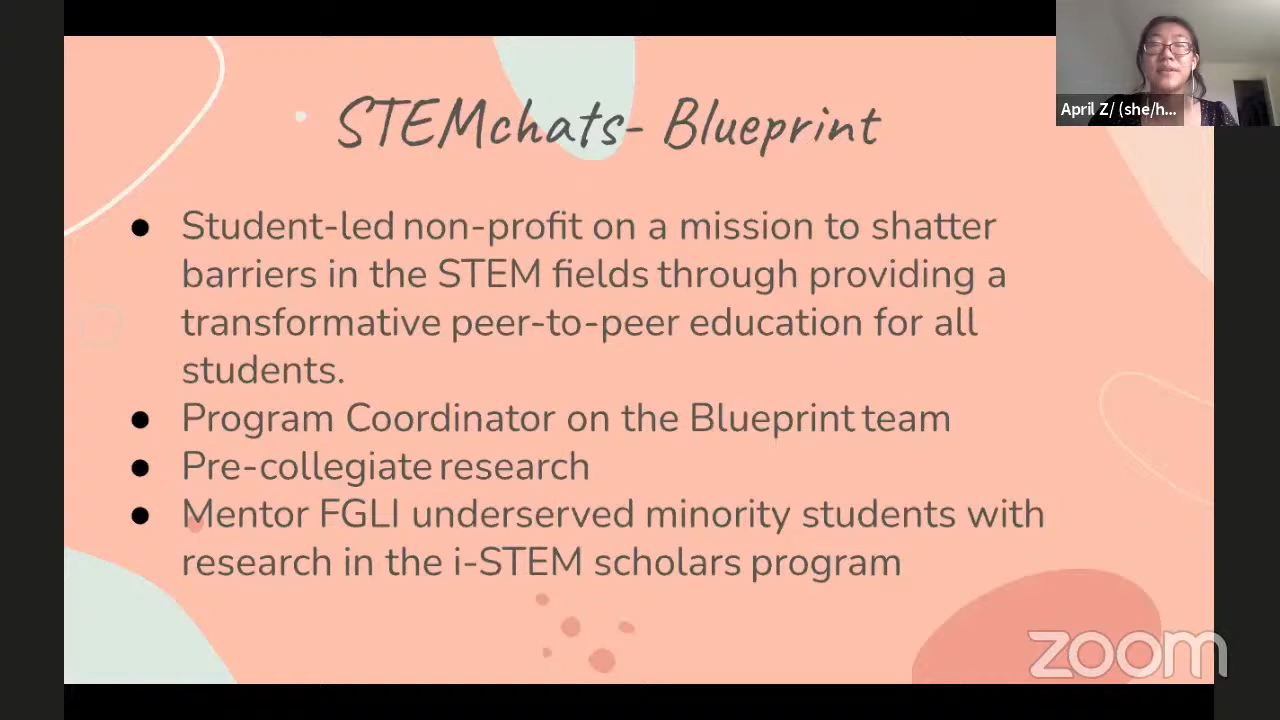 STEMchats- Blueprint
● Student-led non-profit on a mission to shatter
barriers in the STEM fields through providing a
transformative peer-to-peer education for all
students.
● Program Coordinator on the Blueprint team
● Pre-collegiate research
● Mentor FGLI underserved minority students with
research in the i-STEM scholars program
April Z/ (she/h...
zoom